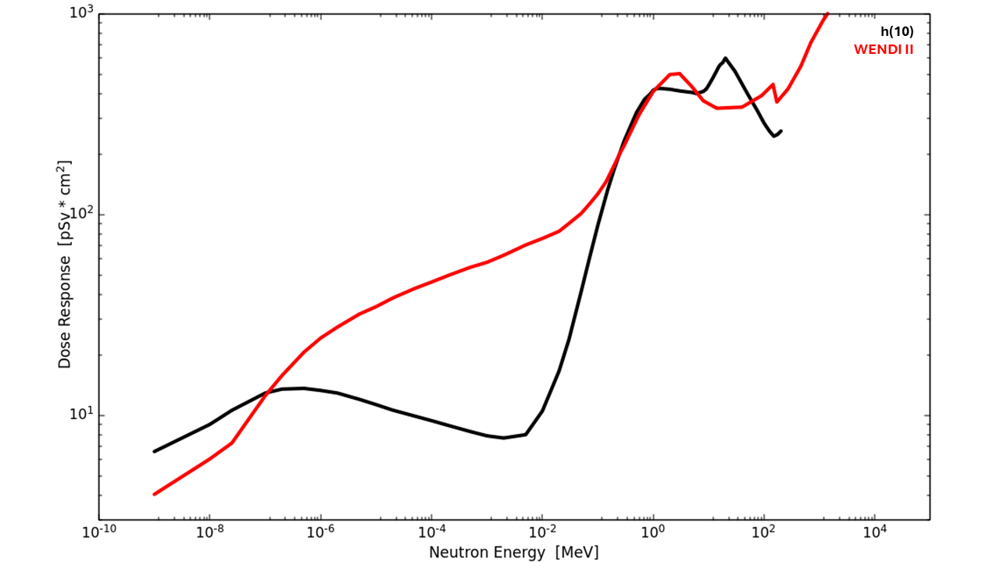 10³
h(10)
WENDI II
10²
10¹
Dose Response [pSv * cm²]
10⁻¹⁰ 10⁻⁸ 10⁻⁶ 10⁻⁴ 10⁻² 10⁰ 10² 10⁴
Neutron Energy [MeV]